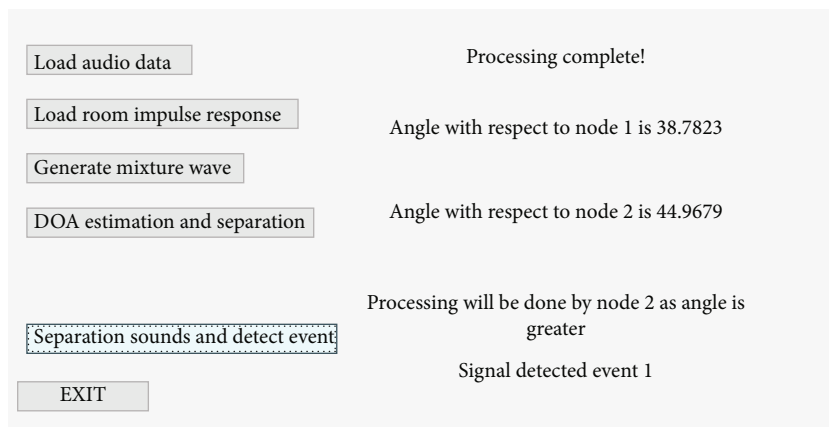 Load audio data
Load room impulse response
Generate mixture wave
DOA estimation and separation
Separation sounds and detect event
EXIT
Processing complete!
Angle with respect to node 1 is 38.7823
Angle with respect to node 2 is 44.9679
Processing will be done by node 2 as angle is
greater
Signal detected event 1